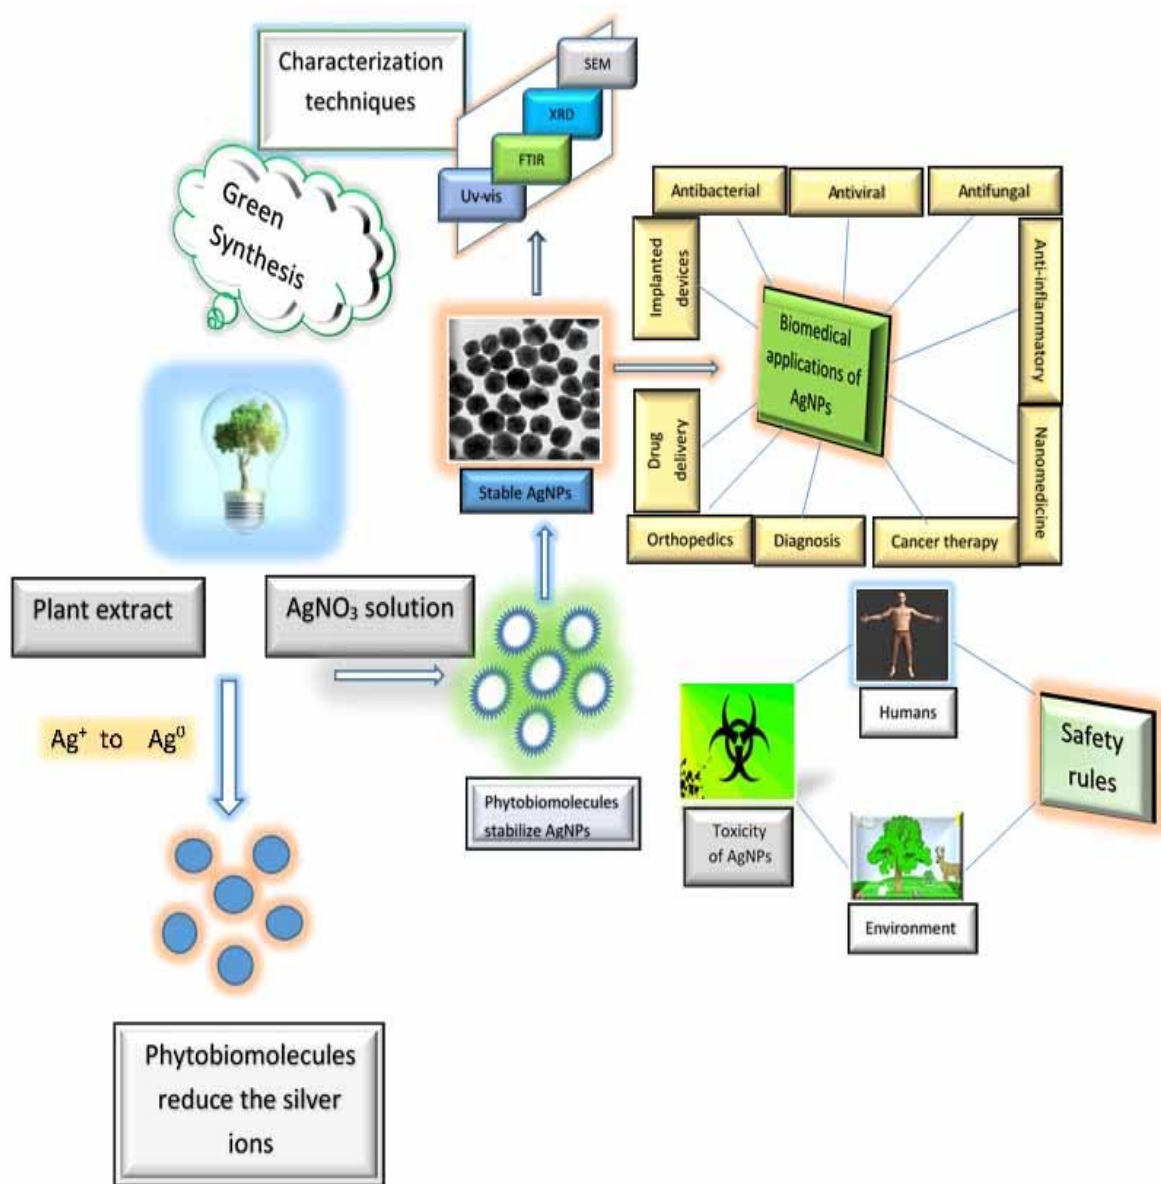 Characterization
techniques
SEM
XRD
FTIR
Uv-vis
Green
Synthesis
Antibacterial
Antiviral
Antifungal
Implanted
devices
Anti-inflammatory
Biomedical
applications of
AgNPs
Drug
delivery
Nanomedicine
Orthopedics
Diagnosis
Cancer therapy
Stable AgNPs
Plant extract
AgNO₃ solution
Ag⁺ to Ag⁰
Phytobiomolecules
stabilize AgNPs
Humans
Safety
rules
Toxicity
of AgNPs
Environment
Phytobiomolecules
reduce the silver
ions